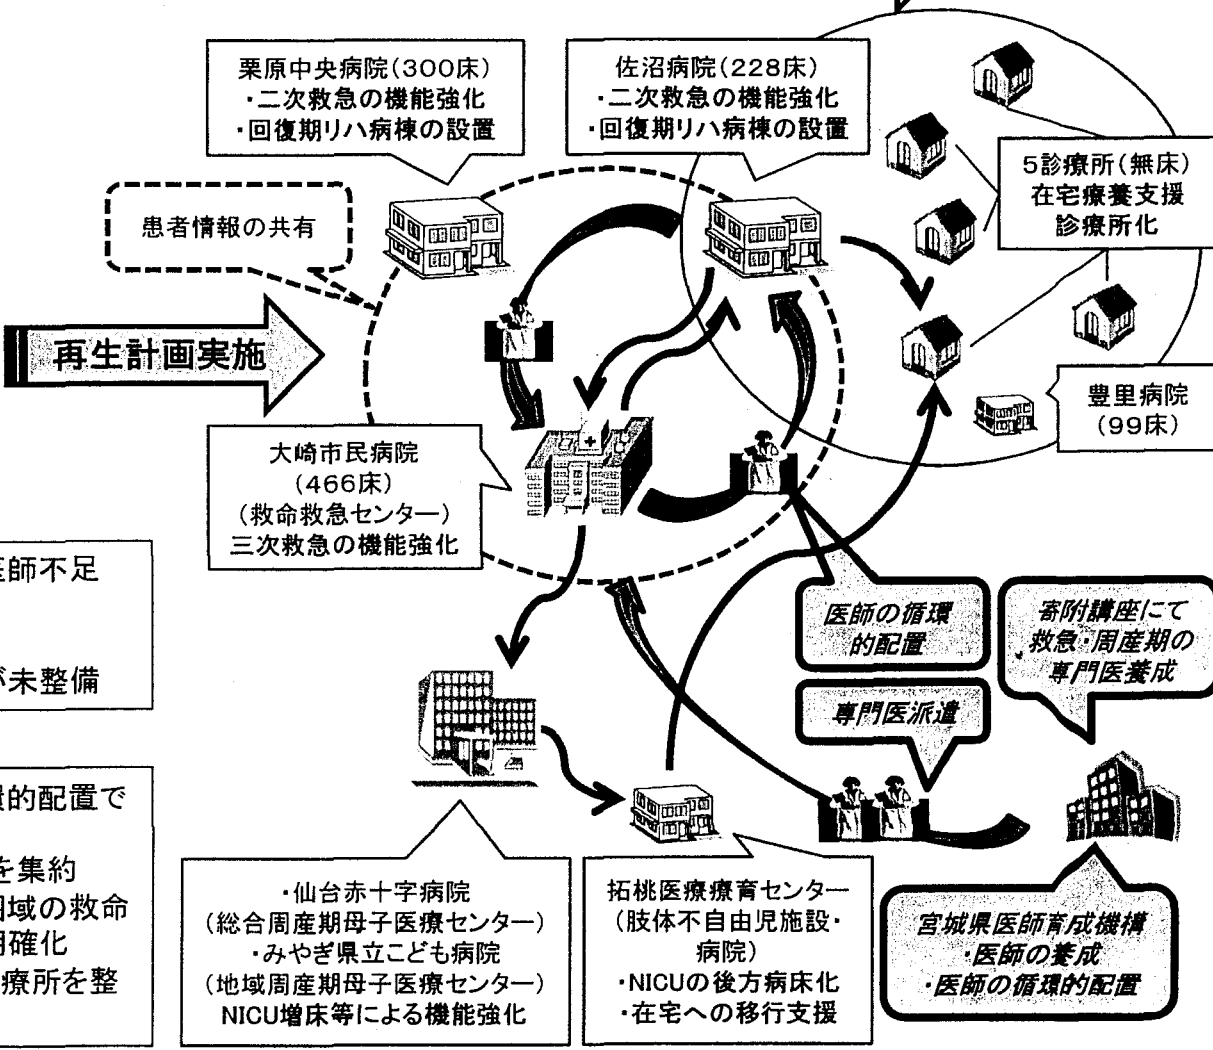 栗原中央病院(300床)
・二次救急の機能強化
・回復期リハ病棟の設置
佐沼病院(228床)
・二次救急の機能強化
・回復期リハ病棟の設置
5診療所(無床)
在宅療養支援
診療所化
患者情報の共有
再生計画実施
豊里病院
(99床)
大崎市民病院
(466床)
(救命救急センター)
三次救急の機能強化
医師不足
が未整備
医師の循環
的配置
寄附講座にて
救急・周産期の
専門医養成
専門医派遣
環的配置で
を集約
圏域の救命
明確化
療所を整
・仙台赤十字病院
(総合周産期母子医療センター)
・みやぎ県立こども病院
(地域周産期母子医療センター)
NICU増床等による機能強化
拓桃医療療育センター
(肢体不自由児施設・
病院)
・NICUの後方病床化
・在宅への移行支援
宮城県医師育成機構
・医師の養成
・医師の循環的配置